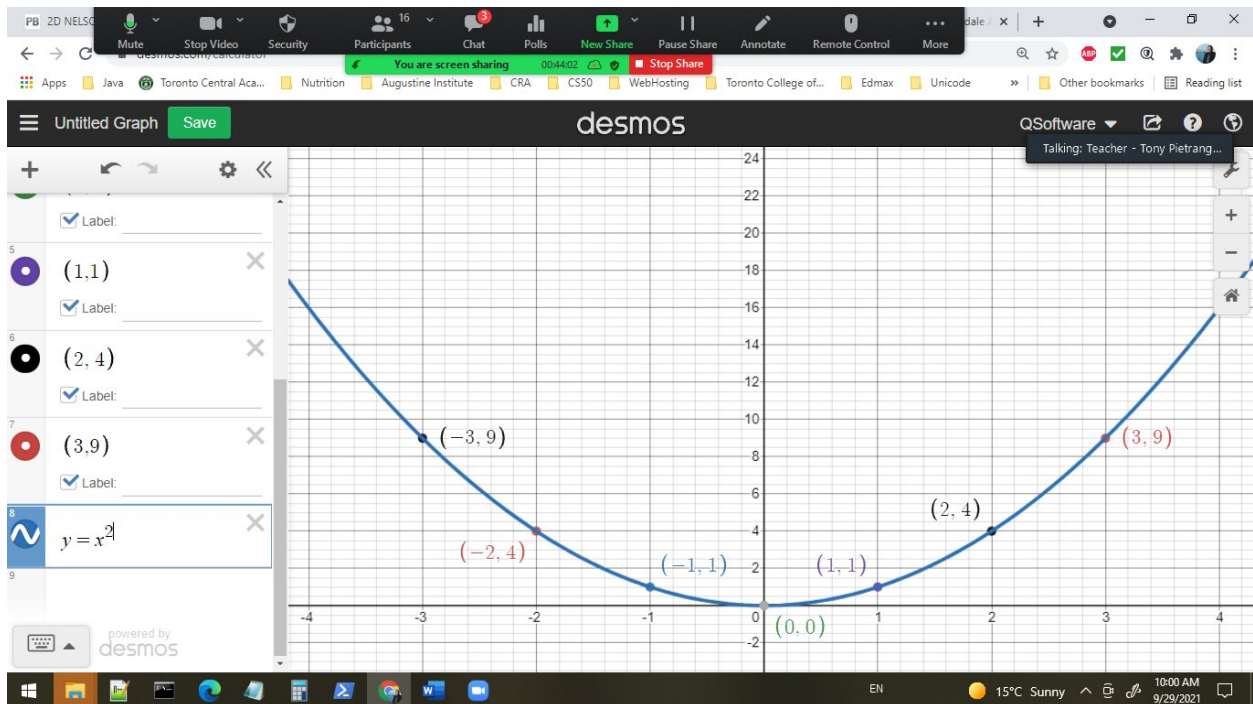 PB 2D NELSO
dale
16
3
Mute Stop Video Security Participants Chat Polls New Share Pause Share Annotate Remote Control More
You are screen sharing 00:44:02 Stop Share
desmos.com/calculator
ABP
Apps Java Toronto Central Aca... Nutrition Augustine Institute CRA CS50 WebHosting Toronto College of... Edmax Unicode » Other bookmarks Reading list
Untitled Graph Save desmos QSoftware
Talking: Teacher - Tony Pietrang...
Label:
5
(1,1)
Label:
6
(2, 4)
Label:
7
(3,9)
Label:
8
y = x²
9
powered by
desmos
24
22
20
18
16
14
12
10
8
6
4
2
0
-2
-4 -3 -2 -1 1 2 3 4
(−3, 9)
(3, 9)
(2, 4)
(−2, 4)
(−1, 1)
(1, 1)
(0, 0)
EN 15°C Sunny 10:00 AM
9/29/2021